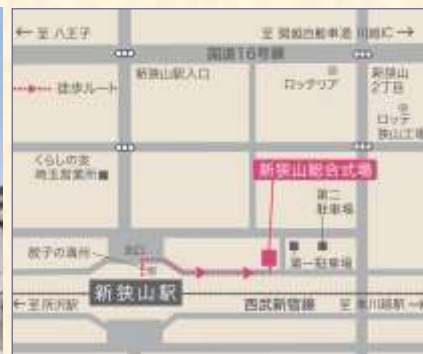 ← 至 八王子
至 関越自動車道 川越IC →
国道16号線
徒歩ルート
新狭山駅入口
ロッテリア
新狭山
2丁目
ロッテ
狭山工場
くらしの友
埼玉営業所
新狭山総合式場
第二
駐車場
餃子の満州
北口
第一駐車場
新狭山駅
← 至所沢駅
西武新宿線
至 本川越駅 →